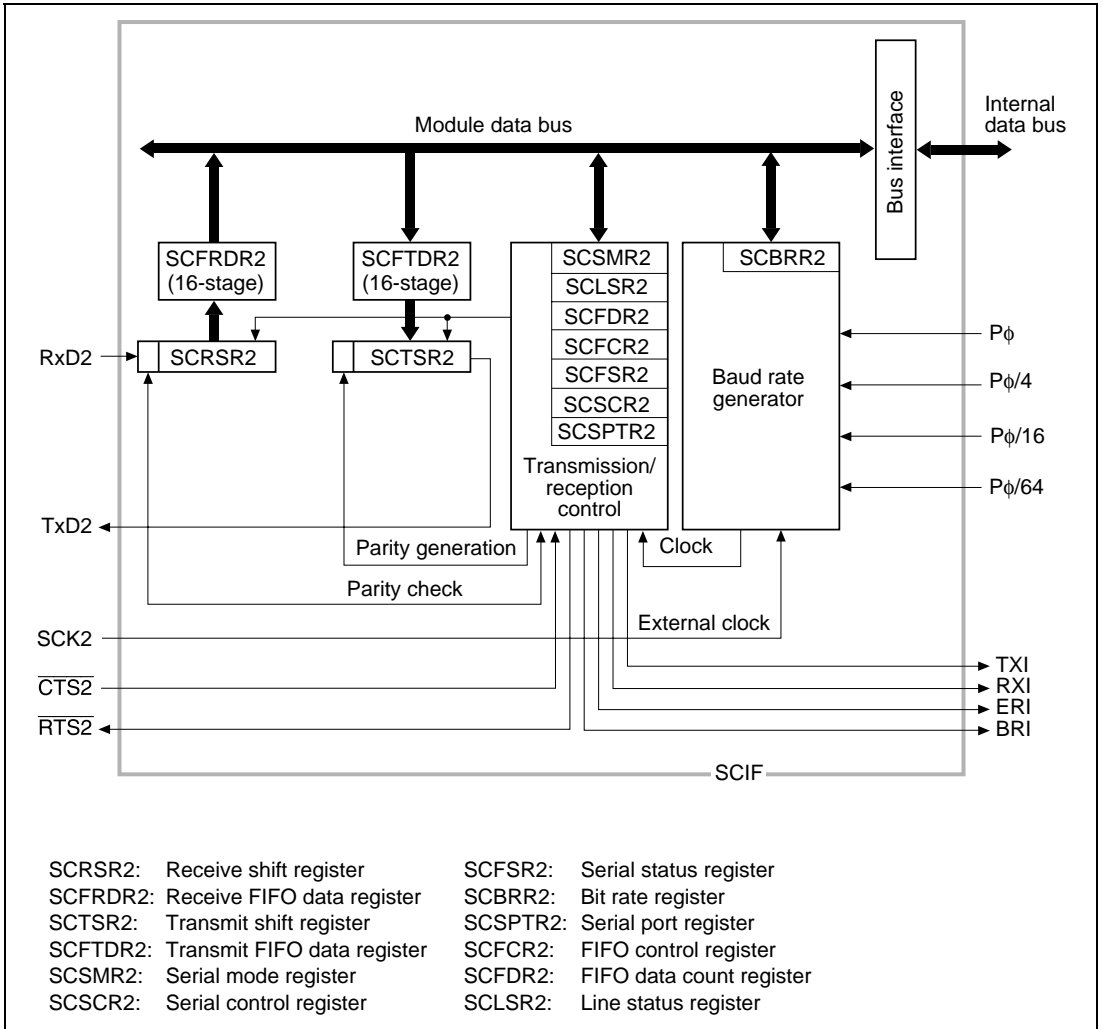 Module data bus
Bus interface
Internal
data bus
SCFRDR2
(16-stage)
SCFTDR2
(16-stage)
SCSMR2
SCLSR2
SCFDR2
SCFCR2
SCFSR2
SCSCR2
SCSPTR2
Transmission/
reception
control
SCBRR2
Baud rate
generator
RxD2
SCRSR2
SCTSR2
Pϕ
Pϕ/4
Pϕ/16
Pϕ/64
TxD2
Parity generation
Clock
Parity check
SCK2
External clock
CTS2
RTS2
TXI
RXI
ERI
BRI
SCIF
SCRSR2: Receive shift register
SCFRDR2: Receive FIFO data register
SCTSR2: Transmit shift register
SCFTDR2: Transmit FIFO data register
SCSMR2: Serial mode register
SCSCR2: Serial control register
SCFSR2: Serial status register
SCBRR2: Bit rate register
SCSPTR2: Serial port register
SCFCR2: FIFO control register
SCFDR2: FIFO data count register
SCLSR2: Line status register